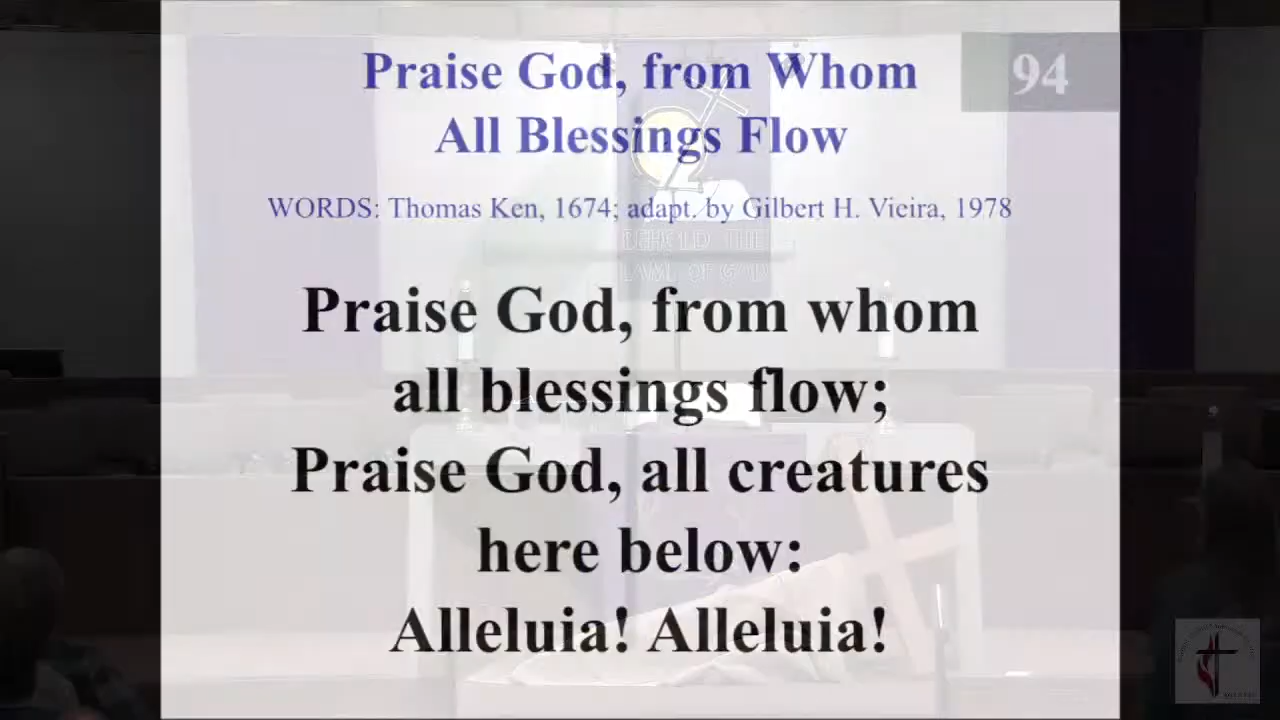 Praise God, from Whom
94
All Blessings Flow
WORDS: Thomas Ken, 1674; adapt. by Gilbert H. Vieira, 1978
BEHOLD THE
LAMB OF GOD
Praise God, from whom
all blessings flow;
Praise God, all creatures
here below:
Alleluia! Alleluia!